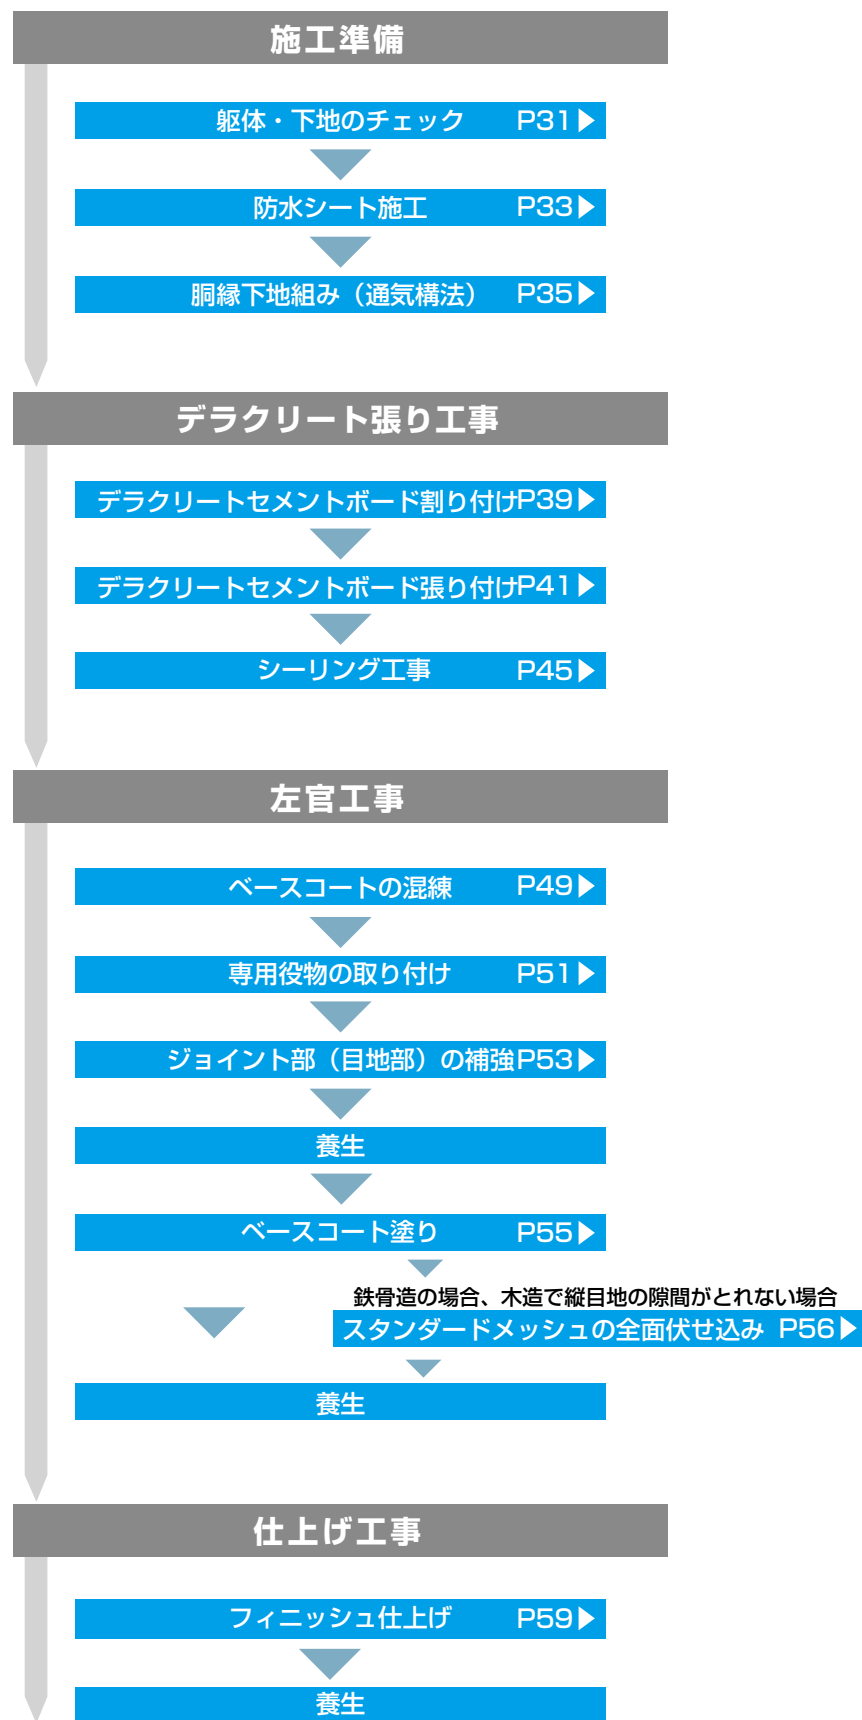 施工準備
躯体・下地のチェック P31▶
防水シート施工 P33▶
胴縁下地組み（通気構法） P35▶
デラクリート張り工事
デラクリートセメントボード割り付けP39▶
デラクリートセメントボード張り付けP41▶
シーリング工事 P45▶
左官工事
ベースコートの混練 P49▶
専用役物の取り付け P51▶
ジョイント部（目地部）の補強P53▶
養生
ベースコート塗り P55▶
鉄骨造の場合、木造で縦目地の隙間がとれない場合
スタンダードメッシュの全面伏せ込み P56▶
養生
仕上げ工事
フィニッシュ仕上げ P59▶
養生